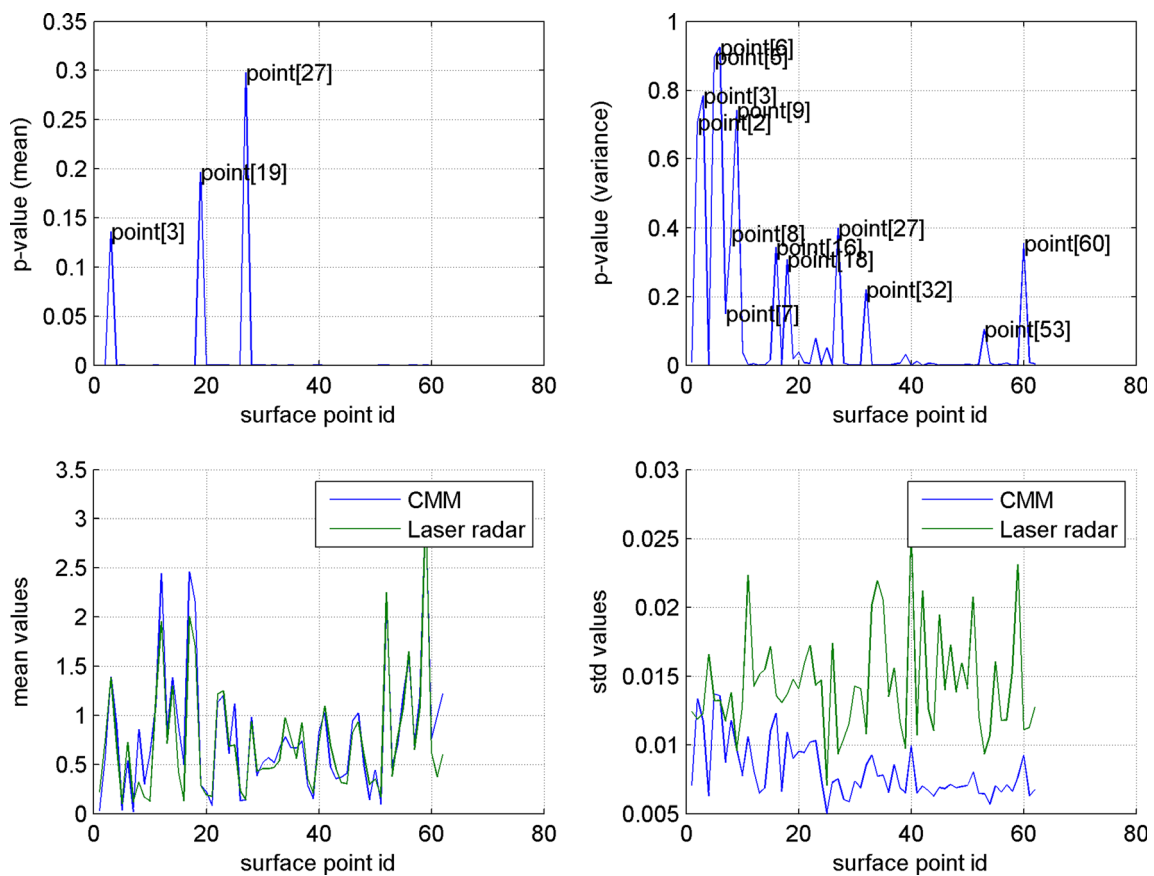 0.35
0.3
0.25
0.2
0.15
0.1
0.05
0
p-value (mean)
point[27]
point[19]
point[3]
0
20
40
60
80
surface point id
1
0.8
0.6
0.4
0.2
0
p-value (variance)
point[6]
point[5]
point[3]
point[9]
point[2]
point[8]
point[27]
point[16]
point[18]
point[60]
point[32]
point[7]
point[53]
0
20
40
60
80
surface point id
3.5
3
2.5
2
1.5
1
0.5
0
mean values
CMM
Laser radar
0
20
40
60
80
surface point id
0.03
0.025
0.02
0.015
0.01
0.005
std values
CMM
Laser radar
0
20
40
60
80
surface point id